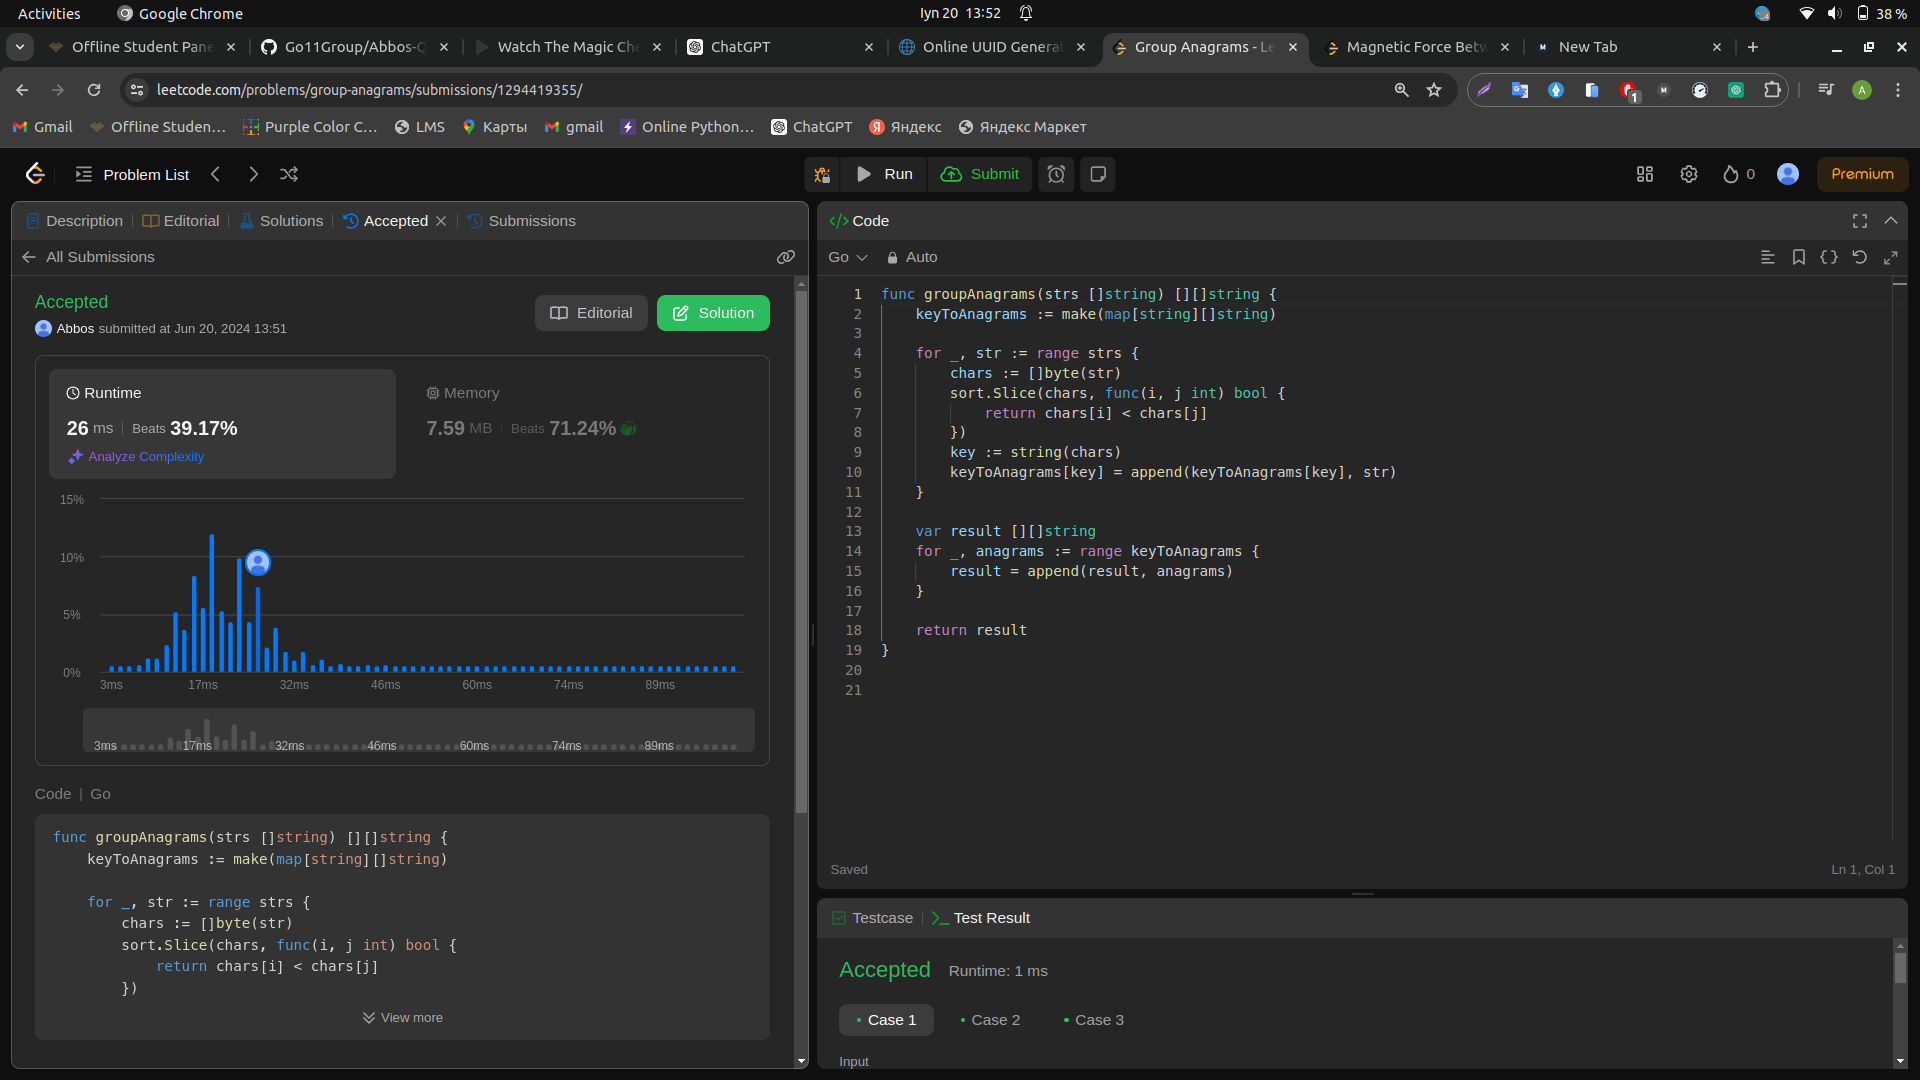 Activities
Google Chrome
Iyn 20 13:52
38 %
Offline Student Pane
Go11Group/Abbos-Q
Watch The Magic Che
ChatGPT
Online UUID Generat
Group Anagrams - Le
Magnetic Force Betw
New Tab
leetcode.com/problems/group-anagrams/submissions/1294419355/
1
A
Gmail
Offline Studen...
Purple Color C...
LMS
Карты
gmail
Online Python...
ChatGPT
Яндекс
Яндекс Маркет
Problem List
Run
Submit
0
Premium
Description
Editorial
Solutions
Accepted
Submissions
All Submissions
Accepted
Abbos submitted at Jun 20, 2024 13:51
Editorial
Solution
Runtime
26 ms | Beats 39.17%
Analyze Complexity
Memory
7.59 MB | Beats 71.24%
15%
10%
5%
0%
3ms 17ms 32ms 46ms 60ms 74ms 89ms
3ms 17ms 32ms 46ms 60ms 74ms 89ms
Code | Go
func groupAnagrams(strs []string) [][]string {
    keyToAnagrams := make(map[string][]string)
    for _, str := range strs {
        chars := []byte(str)
        sort.Slice(chars, func(i, j int) bool {
            return chars[i] < chars[j]
        })
View more
</> Code
Go
Auto
1 func groupAnagrams(strs []string) [][]string {
2     keyToAnagrams := make(map[string][]string)
3
4     for _, str := range strs {
5         chars := []byte(str)
6         sort.Slice(chars, func(i, j int) bool {
7             return chars[i] < chars[j]
8         })
9         key := string(chars)
10         keyToAnagrams[key] = append(keyToAnagrams[key], str)
11     }
12
13     var result [][]string
14     for _, anagrams := range keyToAnagrams {
15         result = append(result, anagrams)
16     }
17
18     return result
19 }
20
21
Saved
Ln 1, Col 1
Testcase
Test Result
Accepted
Runtime: 1 ms
Case 1
Case 2
Case 3
Input